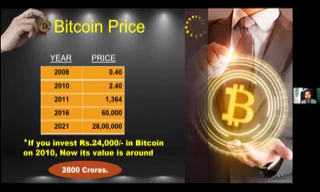 Bitcoin Price
YEAR PRICE
2008 0.40
2010 2.40
2011 1,364
2016 60,000
2021 28,00,000
*If you invest Rs.24,000/- in Bitcoin
on 2010, Now its value is around
2800 Crores.